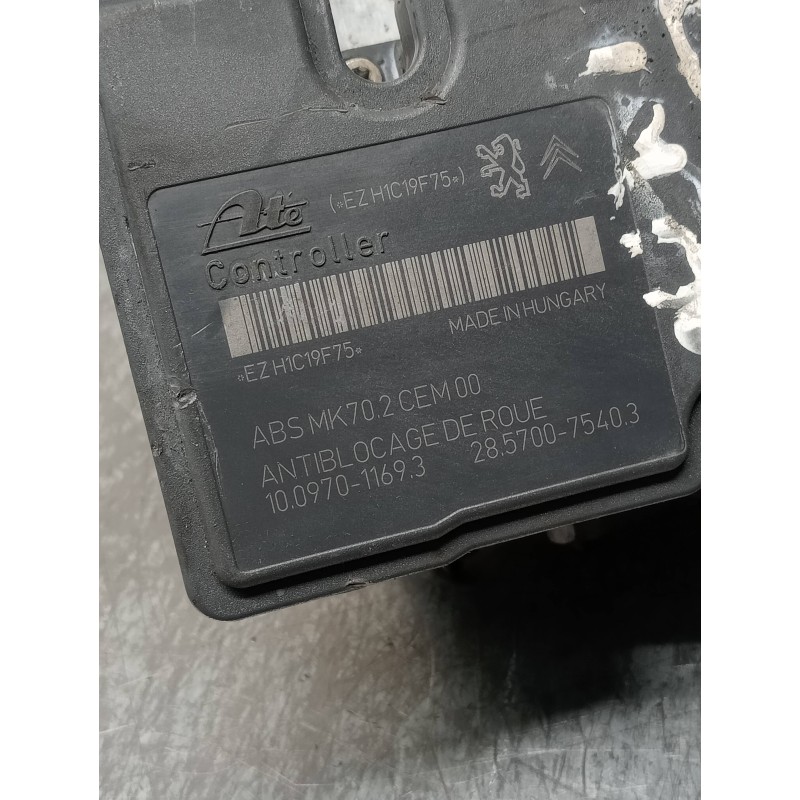 Ate (*EZ H1C19F75*)
Controller
*EZ H1C19F75* MADE IN HUNGARY
ABS MK70.2 CEM 00
ANTIBLOCAGE DE ROUE
10.0970-1169.3 28.5700-7540.3